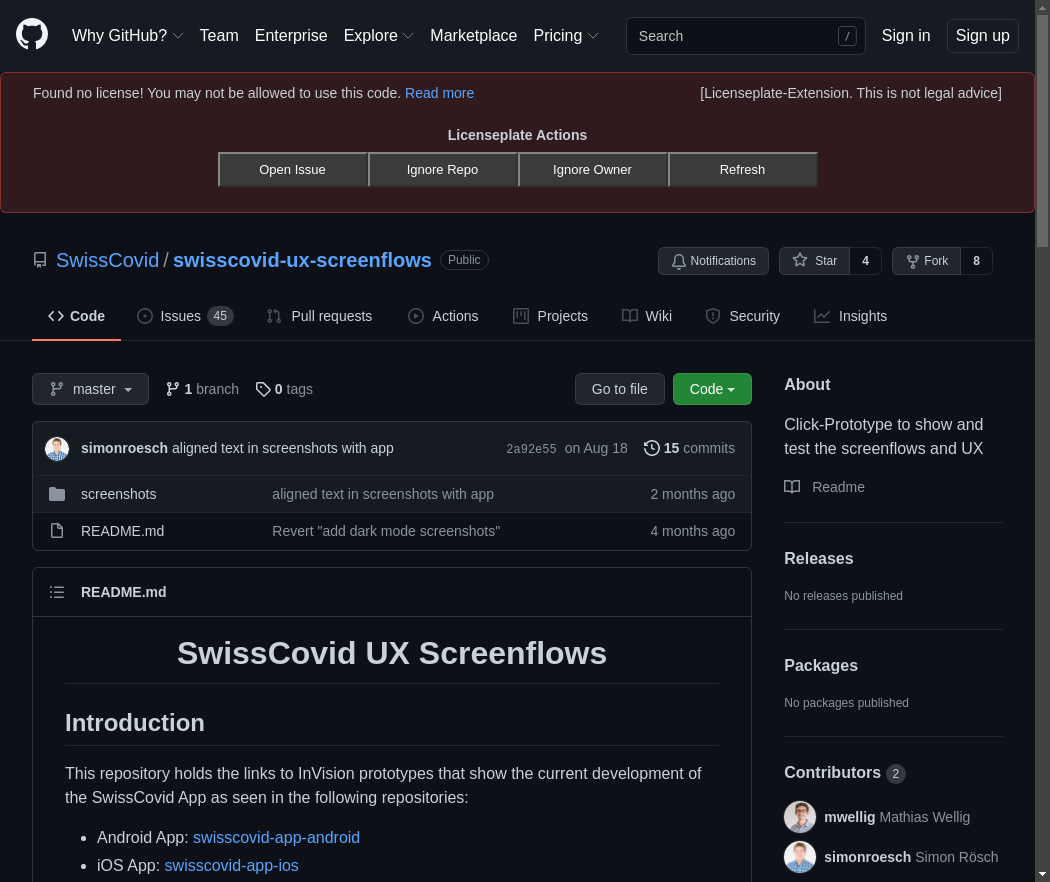 Why GitHub? Team Enterprise Explore Marketplace Pricing Search / Sign in Sign up
Found no license! You may not be allowed to use this code. Read more [Licenseplate-Extension. This is not legal advice]
Licenseplate Actions
Open Issue Ignore Repo Ignore Owner Refresh
SwissCovid / swisscovid-ux-screenflows Public Notifications Star 4 Fork 8
Code Issues 45 Pull requests Actions Projects Wiki Security Insights
master 1 branch 0 tags Go to file Code
simonroesch aligned text in screenshots with app 2a92e55 on Aug 18 15 commits
screenshots aligned text in screenshots with app 2 months ago
README.md Revert "add dark mode screenshots" 4 months ago
README.md
SwissCovid UX Screenflows
Introduction
This repository holds the links to InVision prototypes that show the current development of
the SwissCovid App as seen in the following repositories:
Android App: swisscovid-app-android
iOS App: swisscovid-app-ios
About
Click-Prototype to show and
test the screenflows and UX
Readme
Releases
No releases published
Packages
No packages published
Contributors 2
mwellig Mathias Wellig
simonroesch Simon Rösch